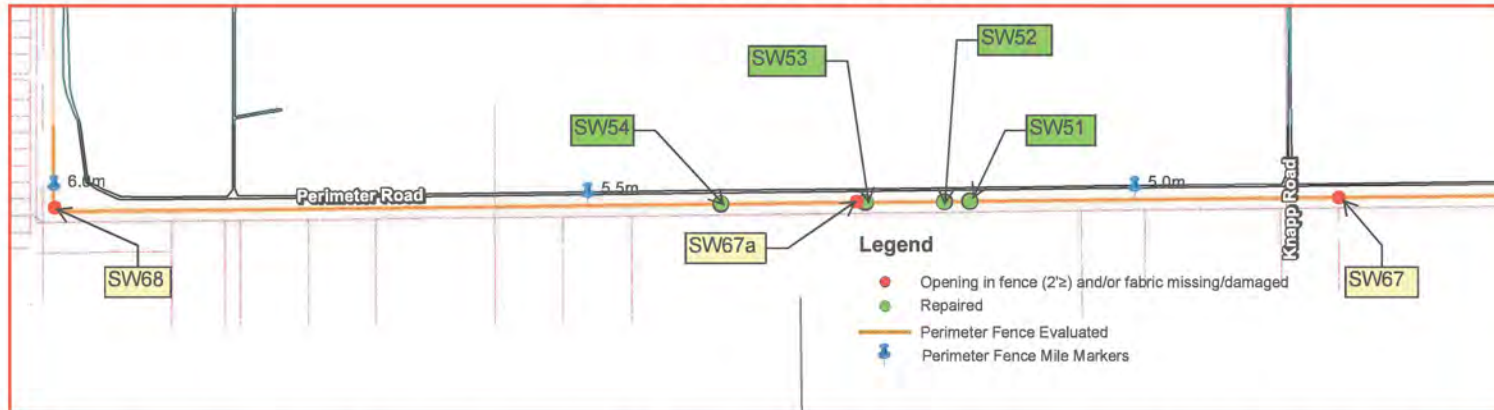 SW52
SW53
SW54
SW51
6.0m
5.5m
5.0m
Perimeter Road
Knapp Road
SW67a
SW68
SW67
Legend
Opening in fence (2'≥) and/or fabric missing/damaged
Repaired
Perimeter Fence Evaluated
Perimeter Fence Mile Markers